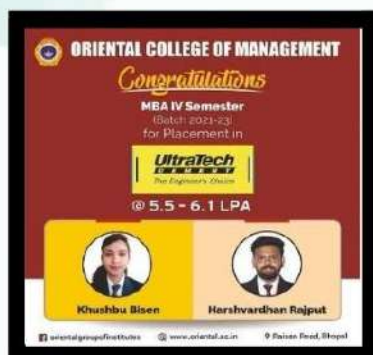 ORIENTAL COLLEGE OF MANAGEMENT
Congratulations
MBA IV Semester
(Batch 2021-23)
for Placement in
UltraTech
CEMENT
The Engineer's Choice
@ 5.5 - 6.1 LPA
Khushbu Bisen
Harshvardhan Rajput
orientalgroupofinstitutes
www.oriental.ac.in
Raisen Road, Bhopal